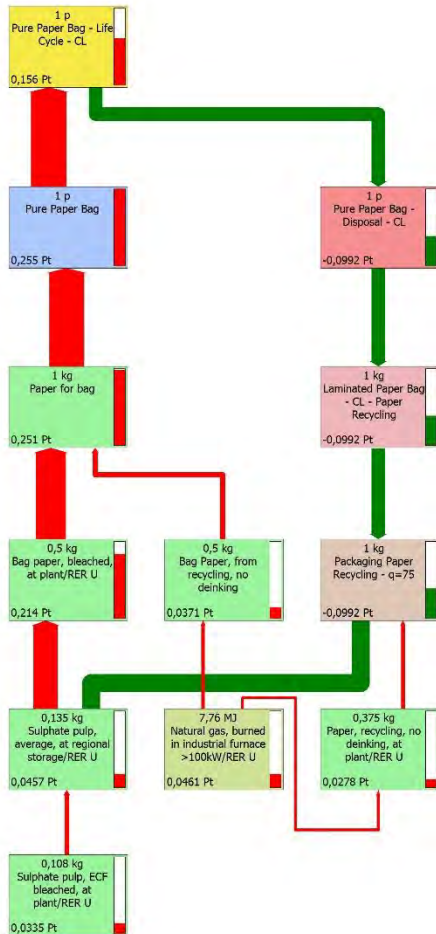 1 p
Pure Paper Bag - Life
Cycle - CL
0,156 Pt
1 p
Pure Paper Bag
0,255 Pt
1 p
Pure Paper Bag -
Disposal - CL
-0,0992 Pt
1 kg
Paper for bag
0,251 Pt
1 kg
Laminated Paper Bag
- CL - Paper
Recycling
-0,0992 Pt
0,5 kg
Bag paper, bleached,
at plant/RER U
0,214 Pt
0,5 kg
Bag Paper, from
recycling, no
deinking
0,0371 Pt
1 kg
Packaging Paper
Recycling - q=75
-0,0992 Pt
0,135 kg
Sulphate pulp,
average, at regional
storage/RER U
0,0457 Pt
7,76 MJ
Natural gas, burned
in industrial furnace
>100kW/RER U
0,0461 Pt
0,375 kg
Paper, recycling, no
deinking, at
plant/RER U
0,0278 Pt
0,108 kg
Sulphate pulp, ECF
bleached, at
plant/RER U
0,0335 Pt